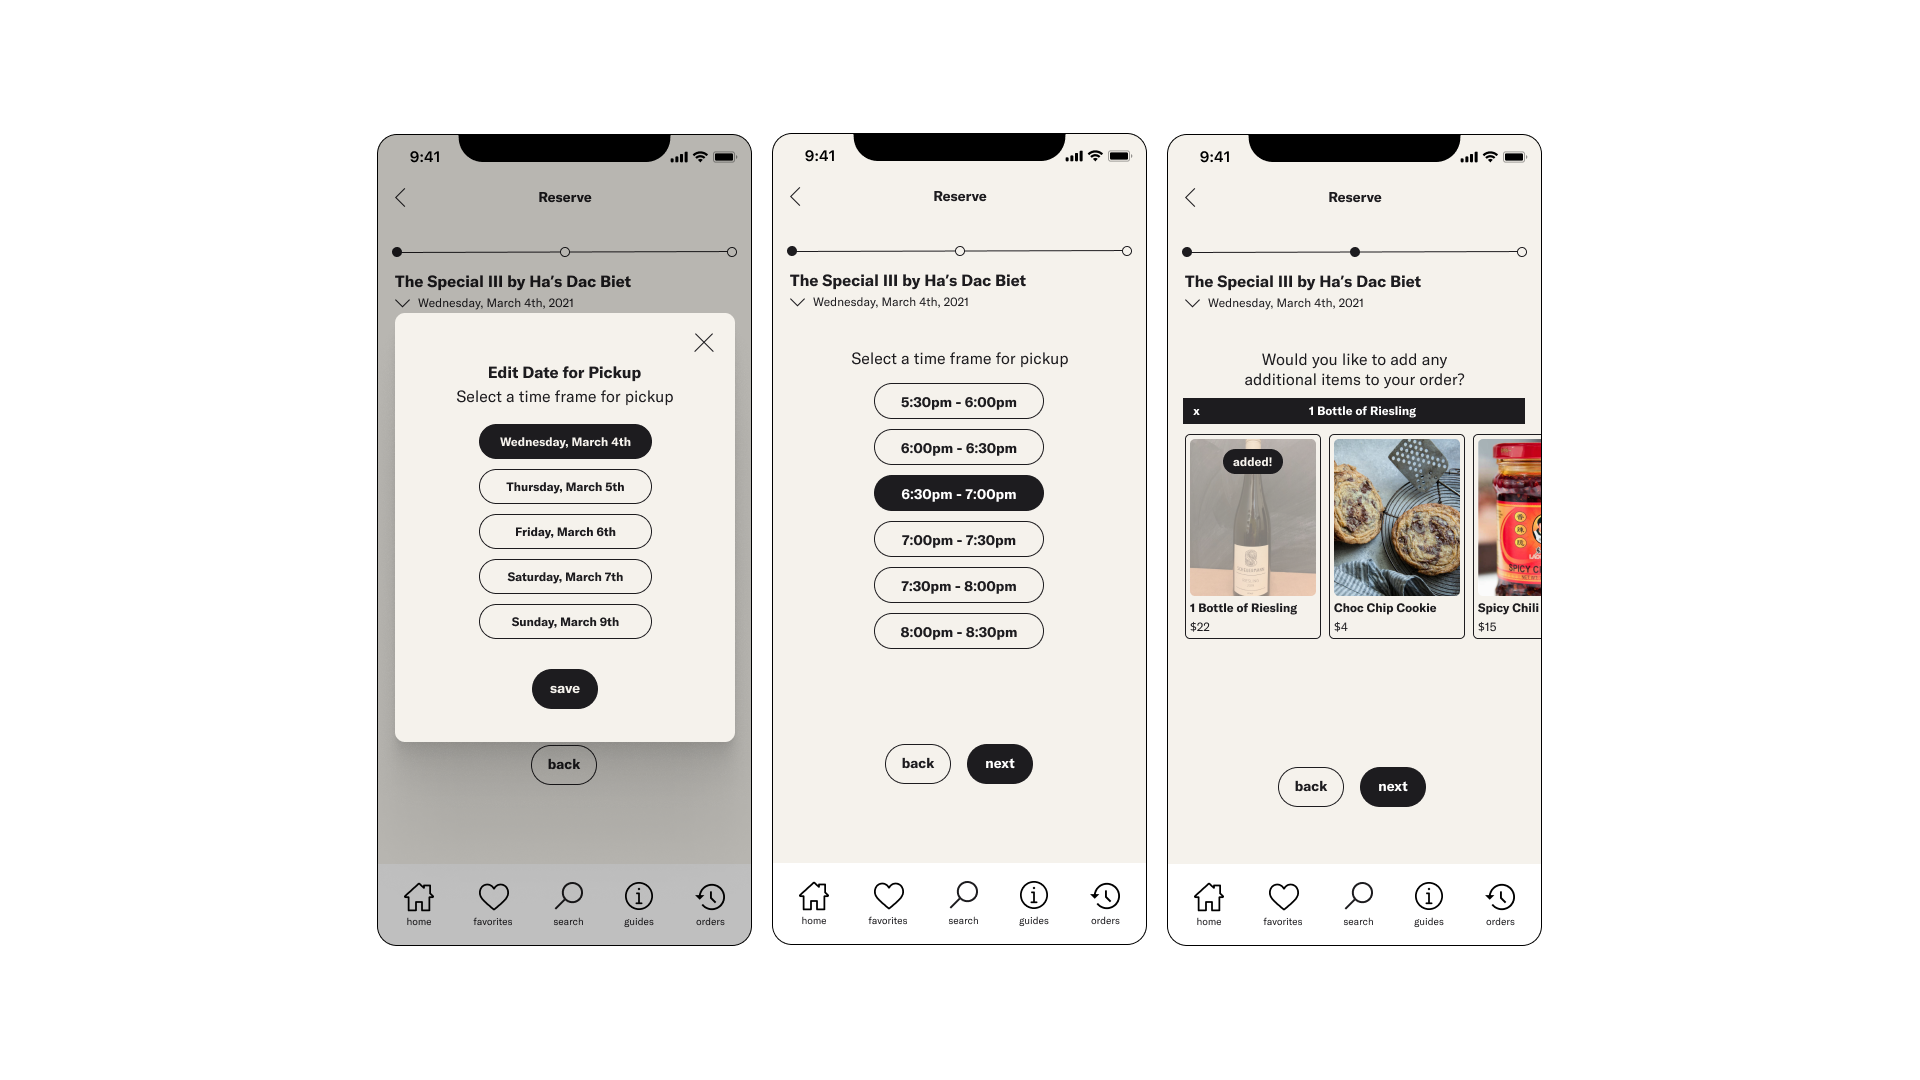 9:41
Reserve
The Special III by Ha's Dac Biet
Wednesday, March 4th, 2021
Edit Date for Pickup
Select a time frame for pickup
Wednesday, March 4th
Thursday, March 5th
Friday, March 6th
Saturday, March 7th
Sunday, March 9th
save
back
home favorites search guides orders
9:41
Reserve
The Special III by Ha's Dac Biet
Wednesday, March 4th, 2021
Select a time frame for pickup
5:30pm - 6:00pm
6:00pm - 6:30pm
6:30pm - 7:00pm
7:00pm - 7:30pm
7:30pm - 8:00pm
8:00pm - 8:30pm
back next
home favorites search guides orders
9:41
Reserve
The Special III by Ha's Dac Biet
Wednesday, March 4th, 2021
Would you like to add any
additional items to your order?
x 1 Bottle of Riesling
added!
SPICY
1 Bottle of Riesling
$22
Choc Chip Cookie
$4
Spicy Chili
$15
back next
home favorites search guides orders